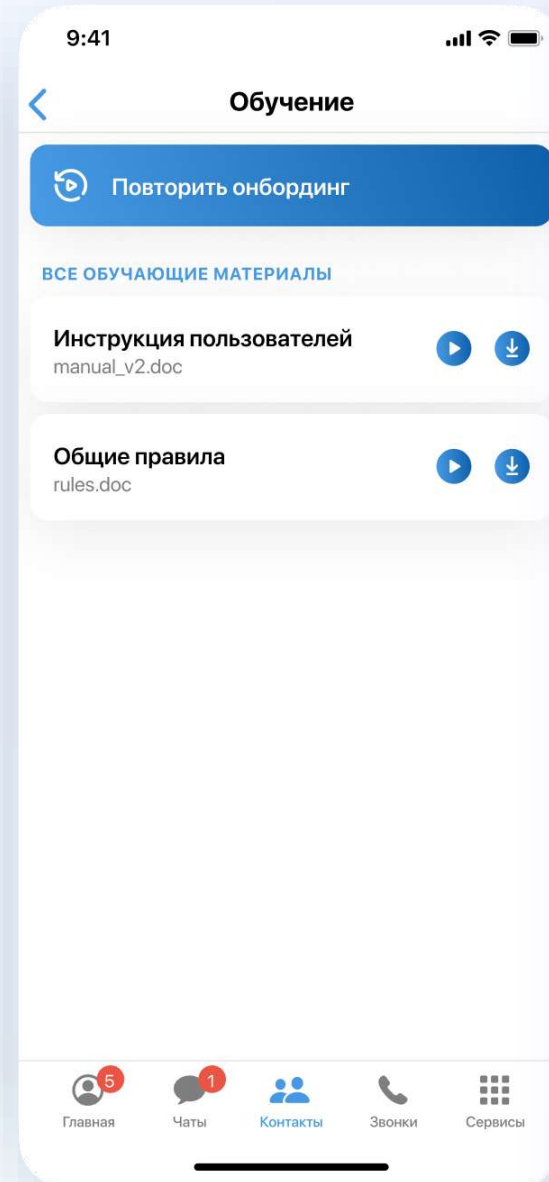 9:41
Обучение
Повторить онбординг
ВСЕ ОБУЧАЮЩИЕ МАТЕРИАЛЫ
Инструкция пользователей
manual_v2.doc
Общие правила
rules.doc
5
1
Главная
Чаты
Контакты
Звонки
Сервисы